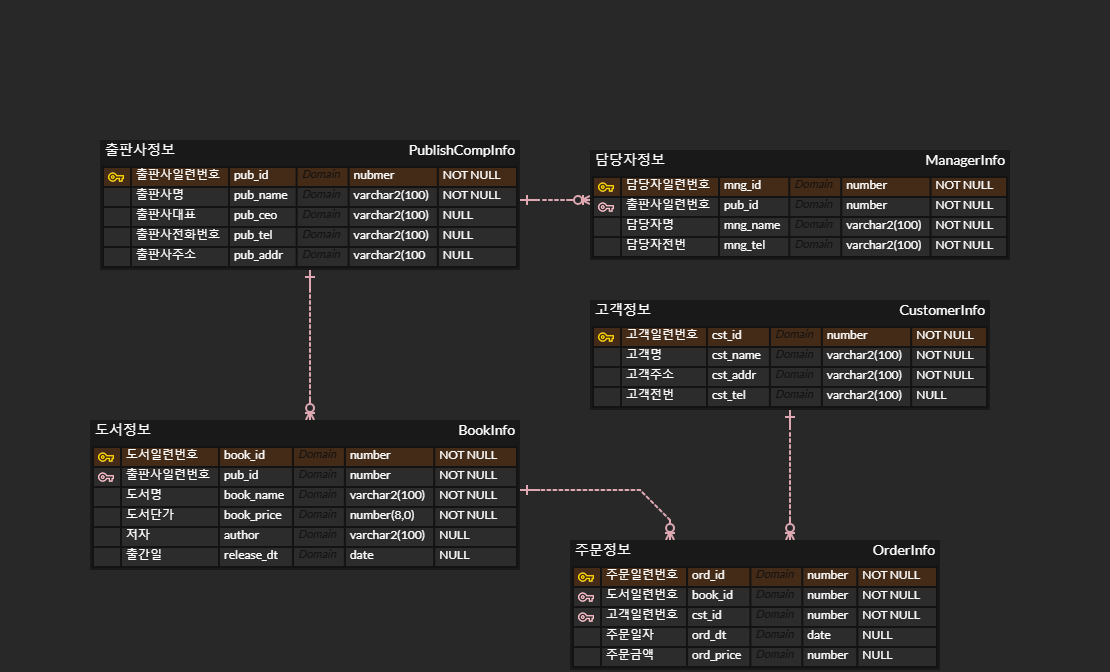 출판사정보 PublishCompInfo
출판사일련번호 pub_id Domain nubmer NOT NULL
출판사명 pub_name Domain varchar2(100) NOT NULL
출판사대표 pub_ceo Domain varchar2(100) NULL
출판사전화번호 pub_tel Domain varchar2(100) NULL
출판사주소 pub_addr Domain varchar2(100 NULL
담당자정보 ManagerInfo
담당자일련번호 mng_id Domain number NOT NULL
출판사일련번호 pub_id Domain number NOT NULL
담당자명 mng_name Domain varchar2(100) NOT NULL
담당자전번 mng_tel Domain varchar2(100) NOT NULL
고객정보 CustomerInfo
고객일련번호 cst_id Domain number NOT NULL
고객명 cst_name Domain varchar2(100) NOT NULL
고객주소 cst_addr Domain varchar2(100) NOT NULL
고객전번 cst_tel Domain varchar2(100) NULL
도서정보 BookInfo
도서일련번호 book_id Domain number NOT NULL
출판사일련번호 pub_id Domain number NOT NULL
도서명 book_name Domain varchar2(100) NOT NULL
도서단가 book_price Domain number(8,0) NOT NULL
저자 author Domain varchar2(100) NULL
출간일 release_dt Domain date NULL
주문정보 OrderInfo
주문일련번호 ord_id Domain number NOT NULL
도서일련번호 book_id Domain number NOT NULL
고객일련번호 cst_id Domain number NOT NULL
주문일자 ord_dt Domain date NULL
주문금액 ord_price Domain number NULL